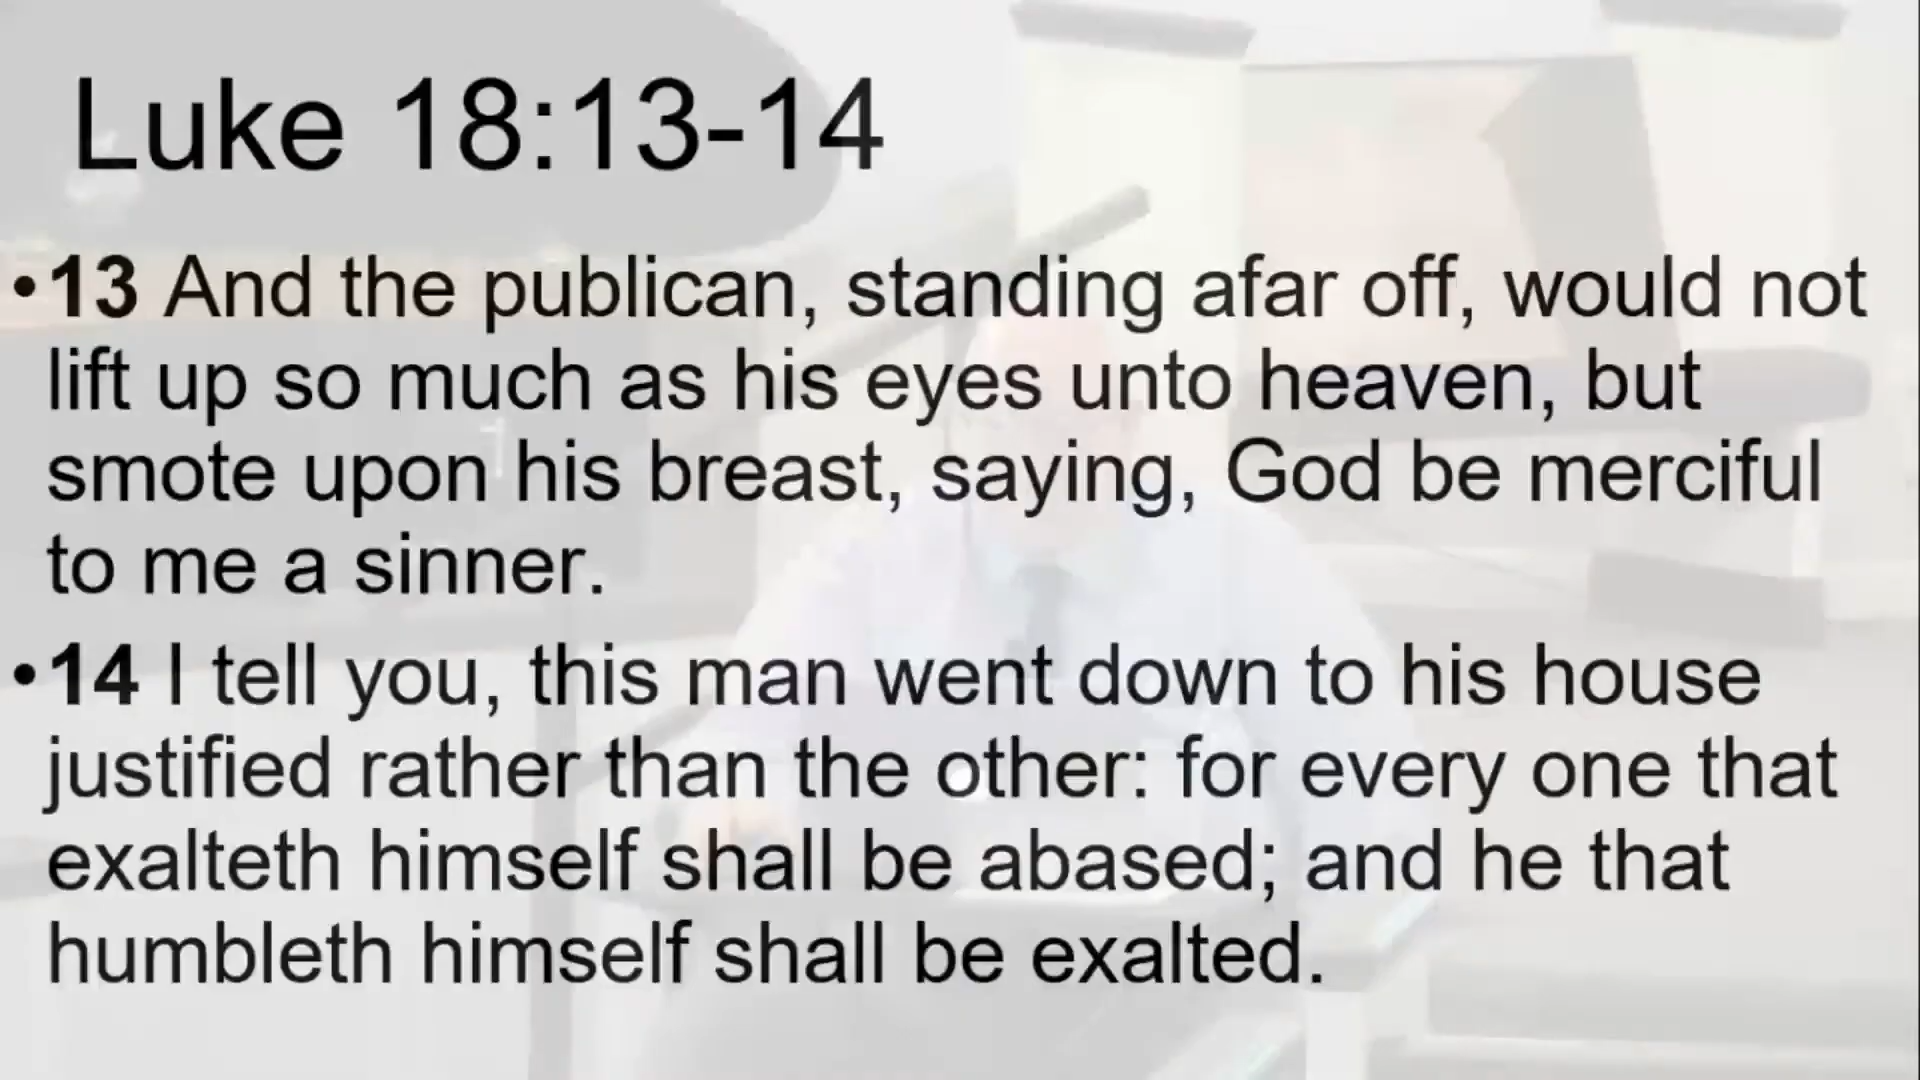 Luke 18:13-14
•13 And the publican, standing afar off, would not
lift up so much as his eyes unto heaven, but
smote upon his breast, saying, God be merciful
to me a sinner.
•14 I tell you, this man went down to his house
justified rather than the other: for every one that
exalteth himself shall be abased; and he that
humbleth himself shall be exalted.